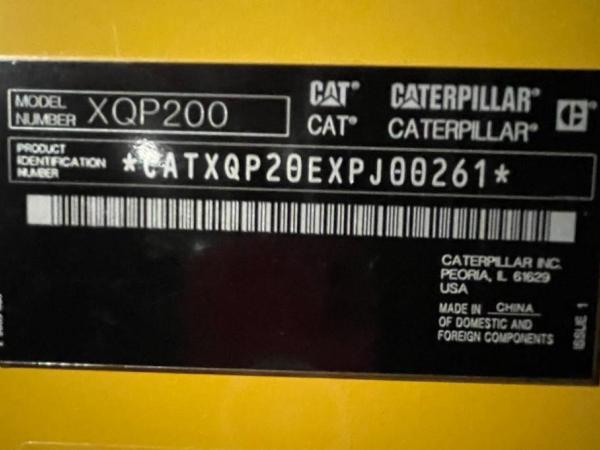 MODEL NUMBER XQP200
CAT® CATERPILLAR®
CAT® CATERPILLAR®
PRODUCT IDENTIFICATION NUMBER
*CATXQP20EXPJ00261*
CATERPILLAR INC.
PEORIA, IL 61629
USA
MADE IN CHINA
OF DOMESTIC AND
FOREIGN COMPONENTS
ISSUE 1